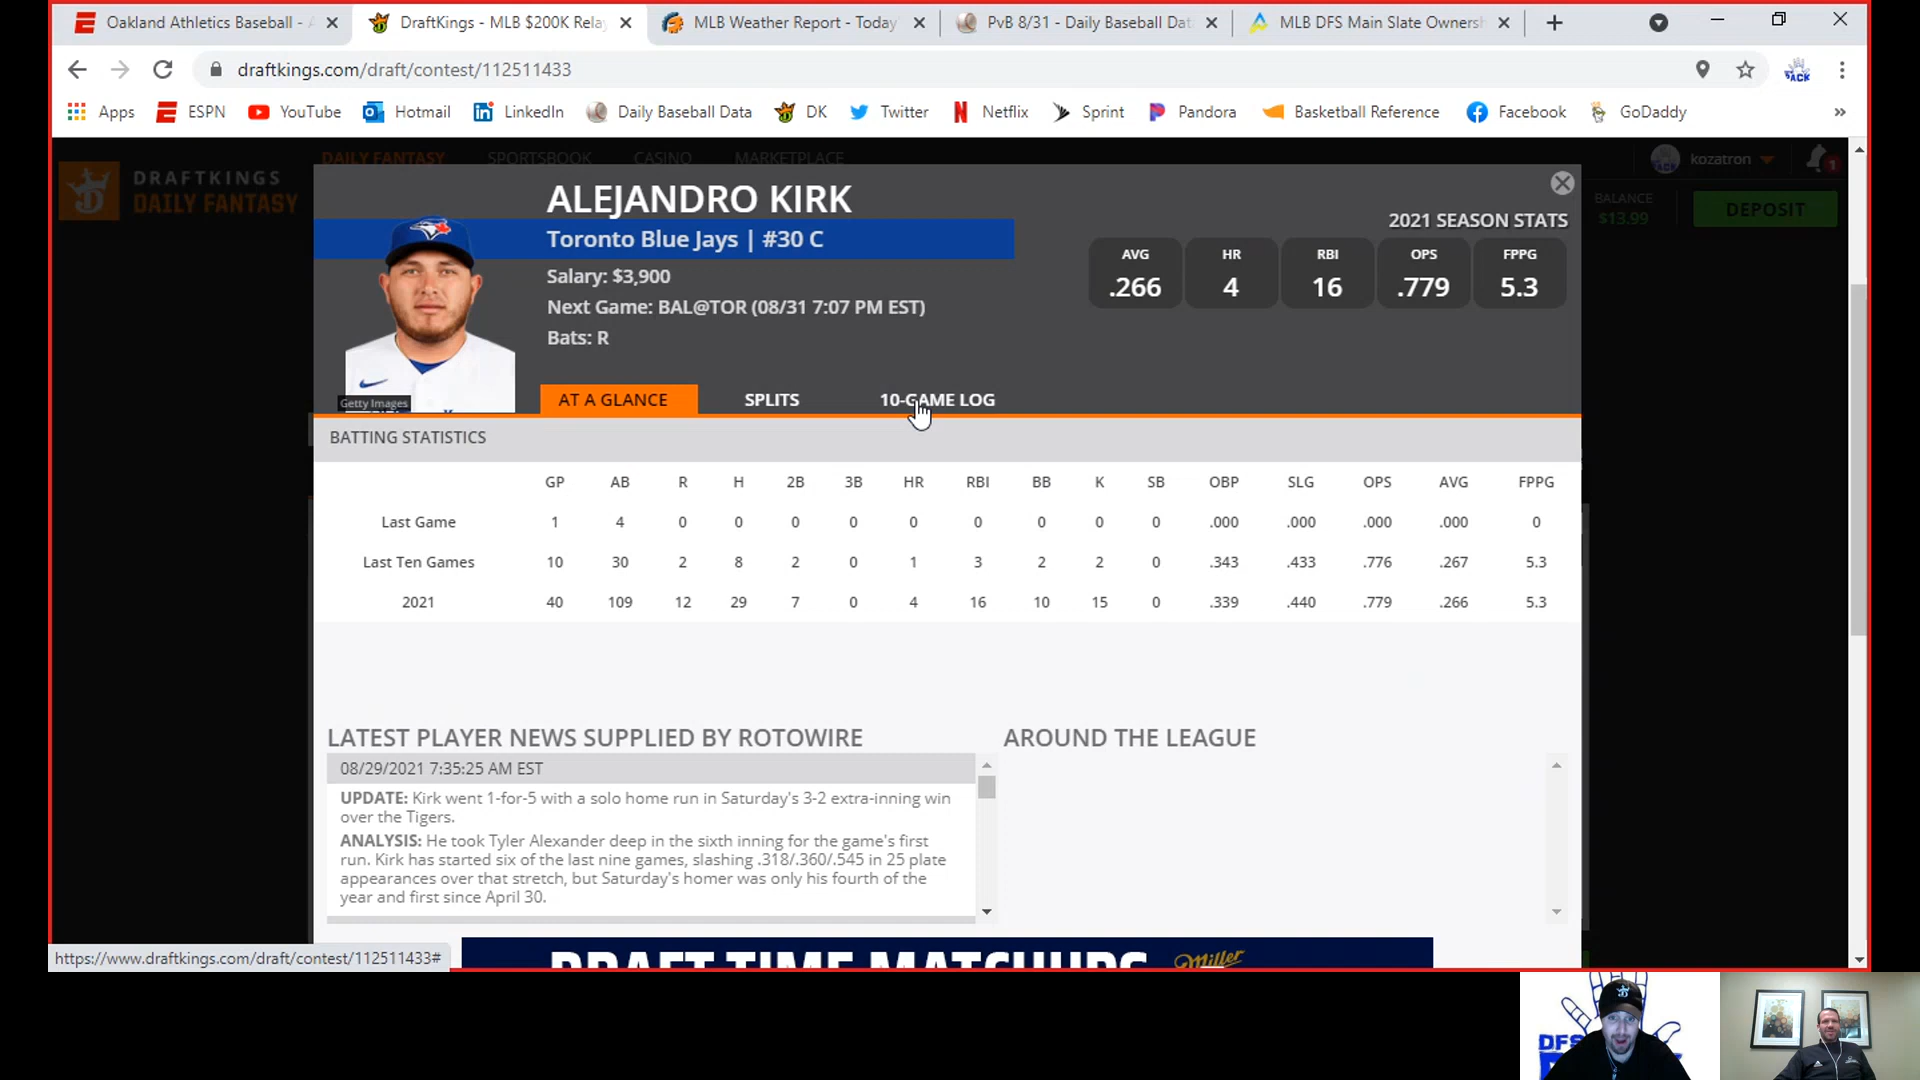 Oakland Athletics Baseball - A
DraftKings - MLB $200K Relay
MLB Weather Report - Today'
PvB 8/31 - Daily Baseball Dat
MLB DFS Main Slate Ownersh
draftkings.com/draft/contest/112511433
Apps ESPN YouTube Hotmail LinkedIn Daily Baseball Data DK Twitter Netflix Sprint Pandora Basketball Reference Facebook GoDaddy »
DRAFTKINGS
DAILY FANTASY
DAILY FANTASY SPORTSBOOK CASINO MARKETPLACE
kozatron
1
BALANCE
$13.99
DEPOSIT
ALEJANDRO KIRK
Toronto Blue Jays | #30 C
Salary: $3,900
Next Game: BAL@TOR (08/31 7:07 PM EST)
Bats: R
Getty Images
2021 SEASON STATS
AVG HR RBI OPS FPPG
.266 4 16 .779 5.3
AT A GLANCE SPLITS 10-GAME LOG
BATTING STATISTICS
GP AB R H 2B 3B HR RBI BB K SB OBP SLG OPS AVG FPPG
Last Game 1 4 0 0 0 0 0 0 0 0 0 .000 .000 .000 .000 0
Last Ten Games 10 30 2 8 2 0 1 3 2 2 0 .343 .433 .776 .267 5.3
2021 40 109 12 29 7 0 4 16 10 15 0 .339 .440 .779 .266 5.3
LATEST PLAYER NEWS SUPPLIED BY ROTOWIRE
08/29/2021 7:35:25 AM EST
UPDATE: Kirk went 1-for-5 with a solo home run in Saturday's 3-2 extra-inning win
over the Tigers.
ANALYSIS: He took Tyler Alexander deep in the sixth inning for the game's first
run. Kirk has started six of the last nine games, slashing .318/.360/.545 in 25 plate
appearances over that stretch, but Saturday's homer was only his fourth of the
year and first since April 30.
AROUND THE LEAGUE
DRAFT TIME MATCHUPS Miller
https://www.draftkings.com/draft/contest/112511433#
DFS